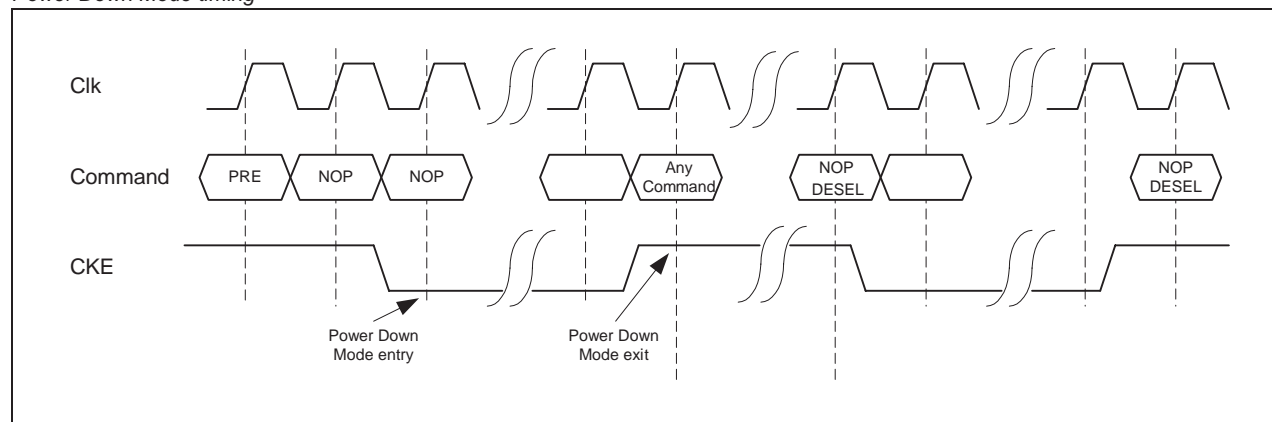 Power Down Mode timing
Clk
Command
PRE
NOP
NOP
Any
Command
NOP
DESEL
NOP
DESEL
CKE
Power Down
Mode entry
Power Down
Mode exit